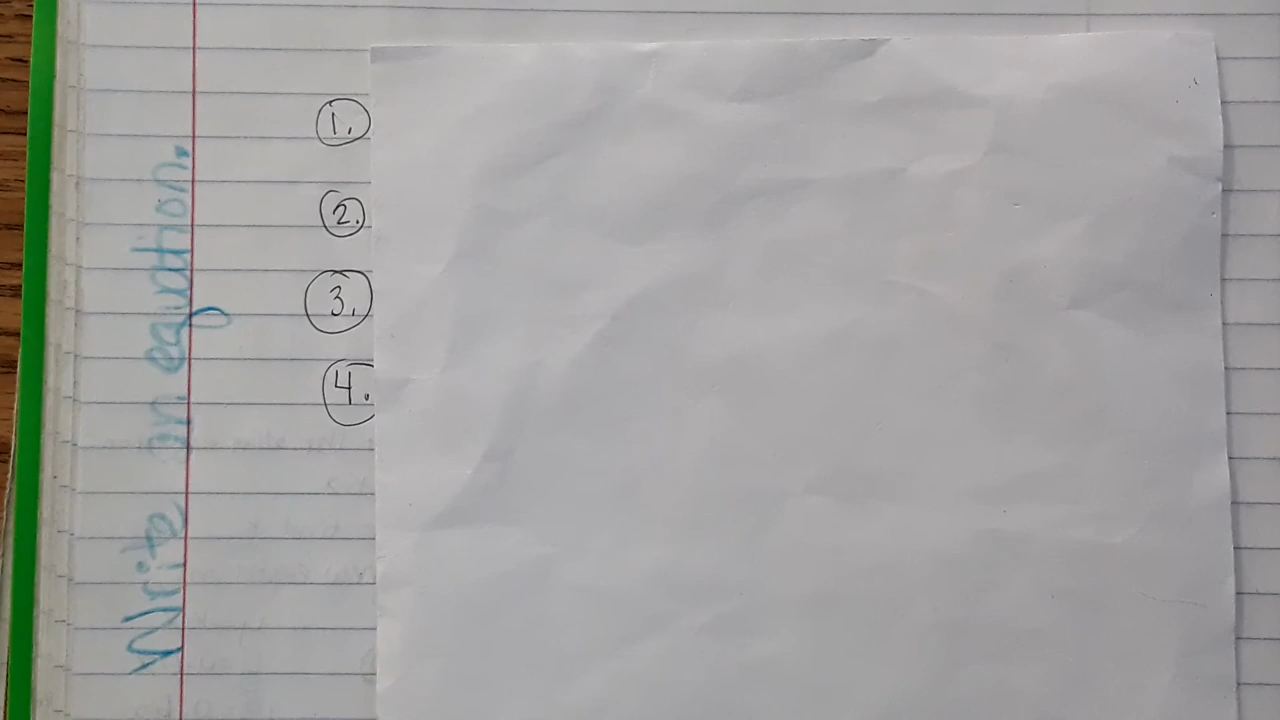 Write an equation.
1.
2.
3.
4.